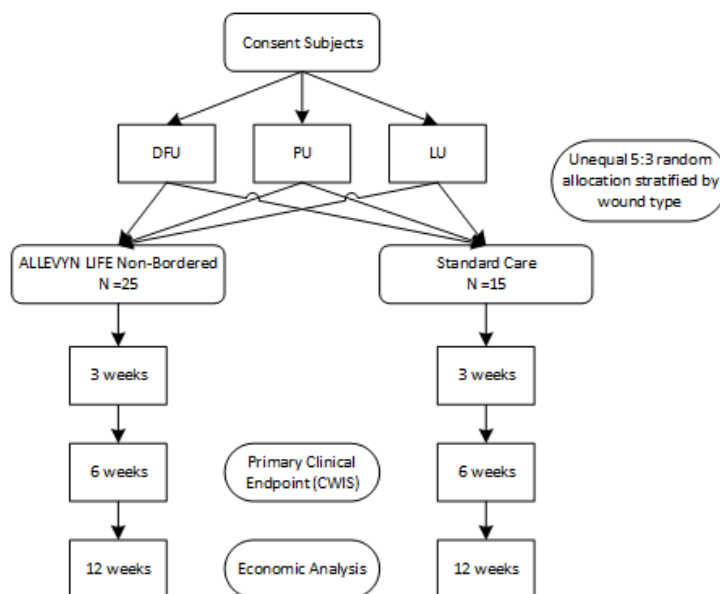 Consent Subjects
DFU
PU
LU
Unequal 5:3 random
allocation stratified by
wound type
ALLEVYN LIFE Non-Bordered
N =25
Standard Care
N =15
3 weeks
3 weeks
6 weeks
Primary Clinical
Endpoint (CWIS)
6 weeks
12 weeks
Economic Analysis
12 weeks